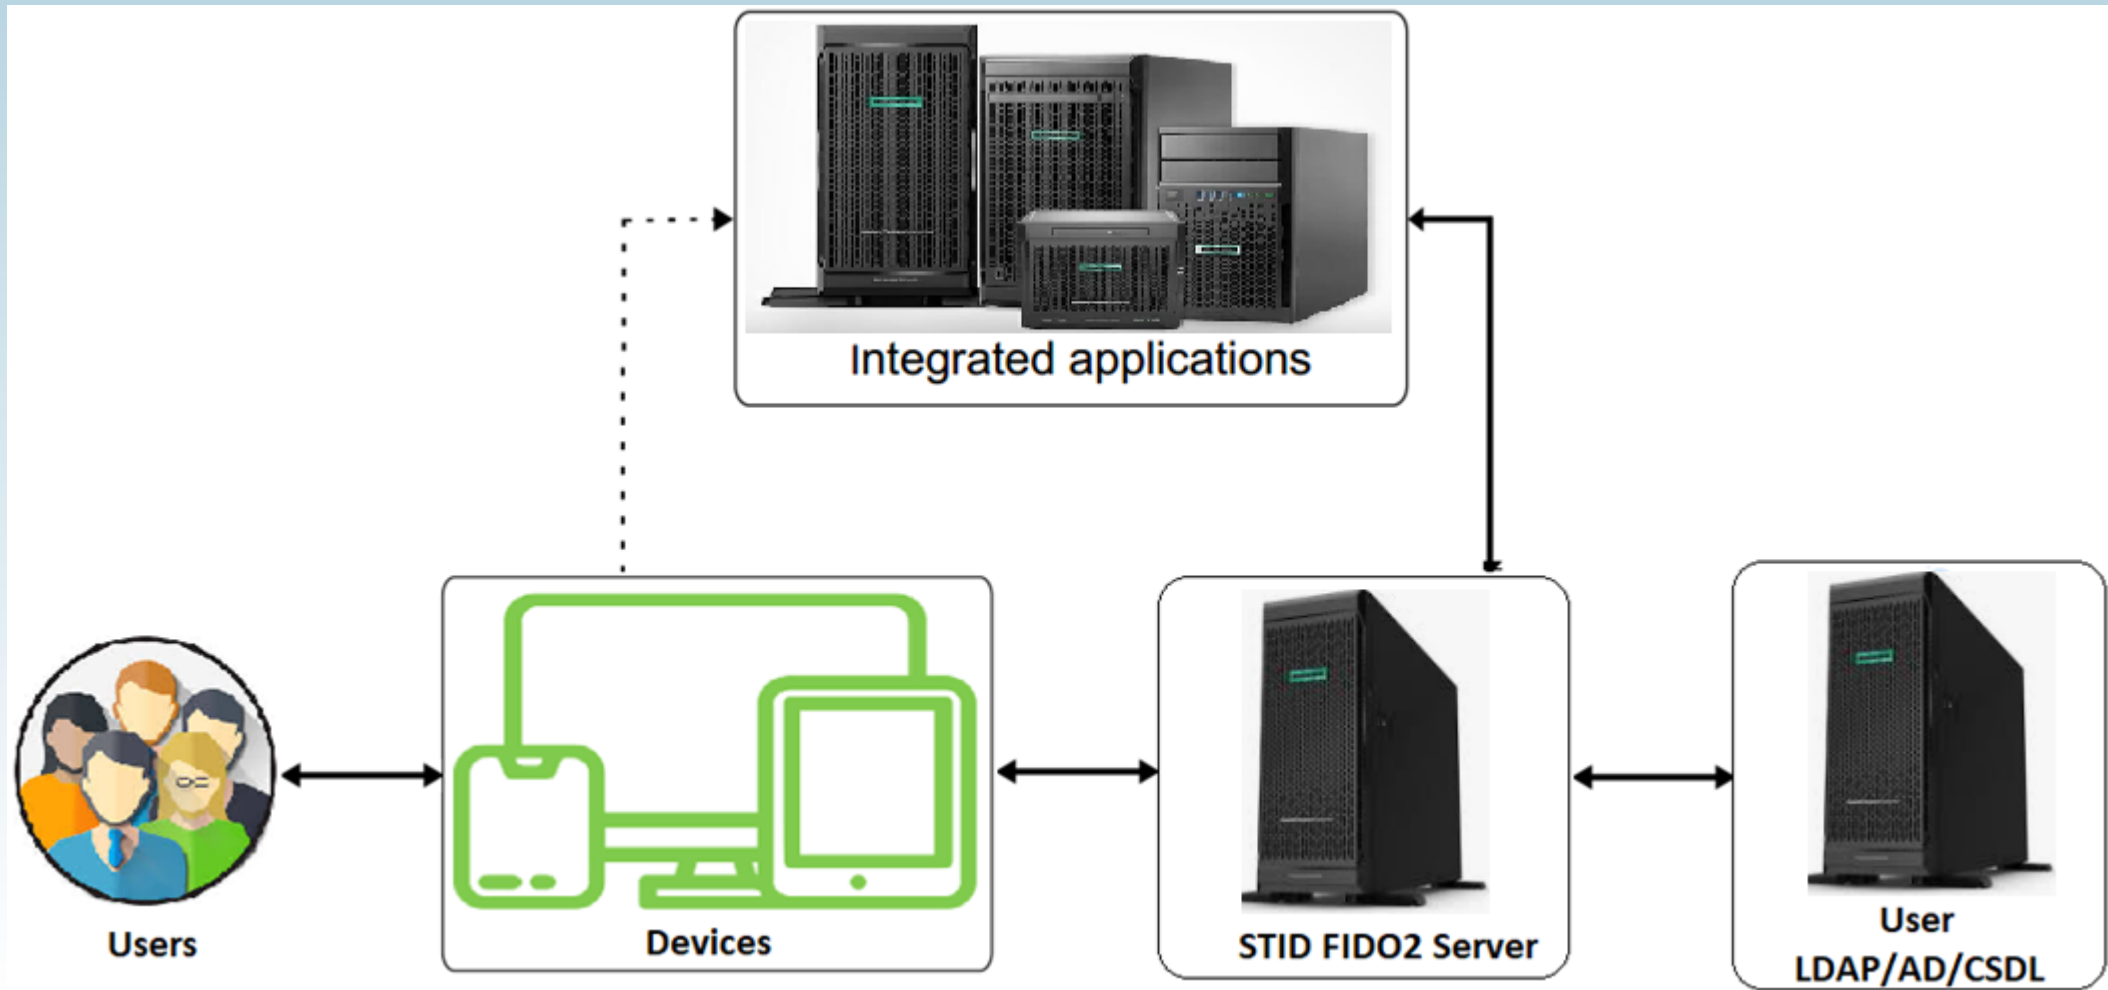 Integrated applications
Users
Devices
STID FIDO2 Server
User
LDAP/AD/CSDL